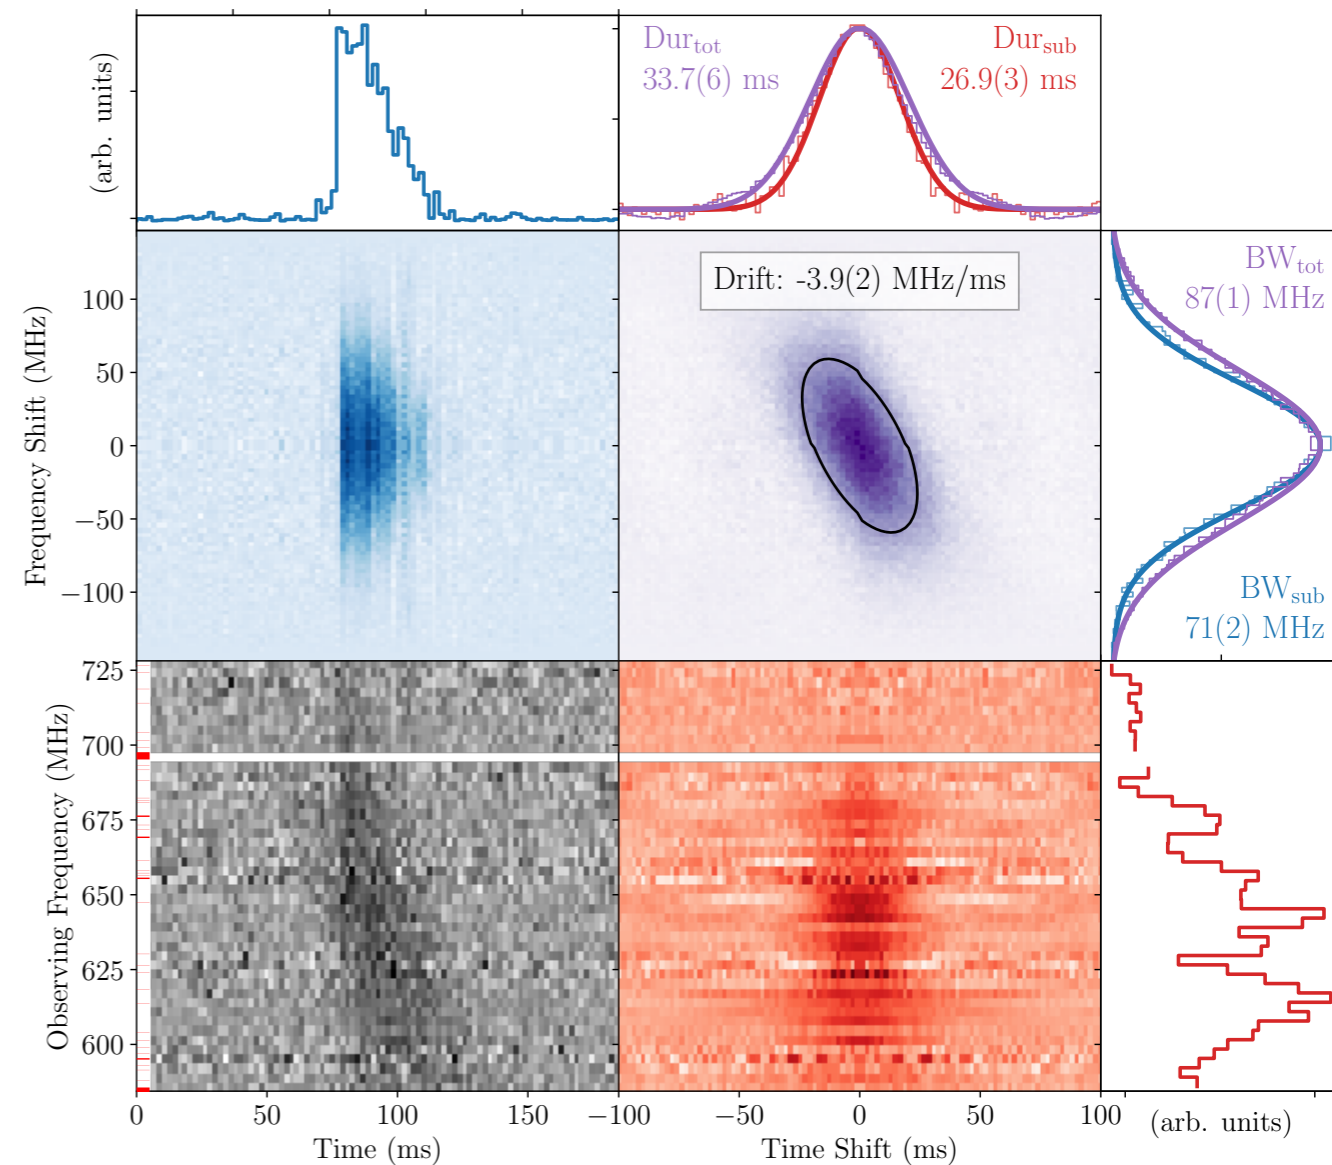 (arb. units)
Dur_tot
33.7(6) ms
Dur_sub
26.9(3) ms
Frequency Shift (MHz)
100
50
0
−50
−100
Drift: -3.9(2) MHz/ms
BW_tot
87(1) MHz
BW_sub
71(2) MHz
Observing Frequency (MHz)
725
700
675
650
625
600
0 50 100 150 −100 −50 0 50 100
Time (ms)
Time Shift (ms)
(arb. units)